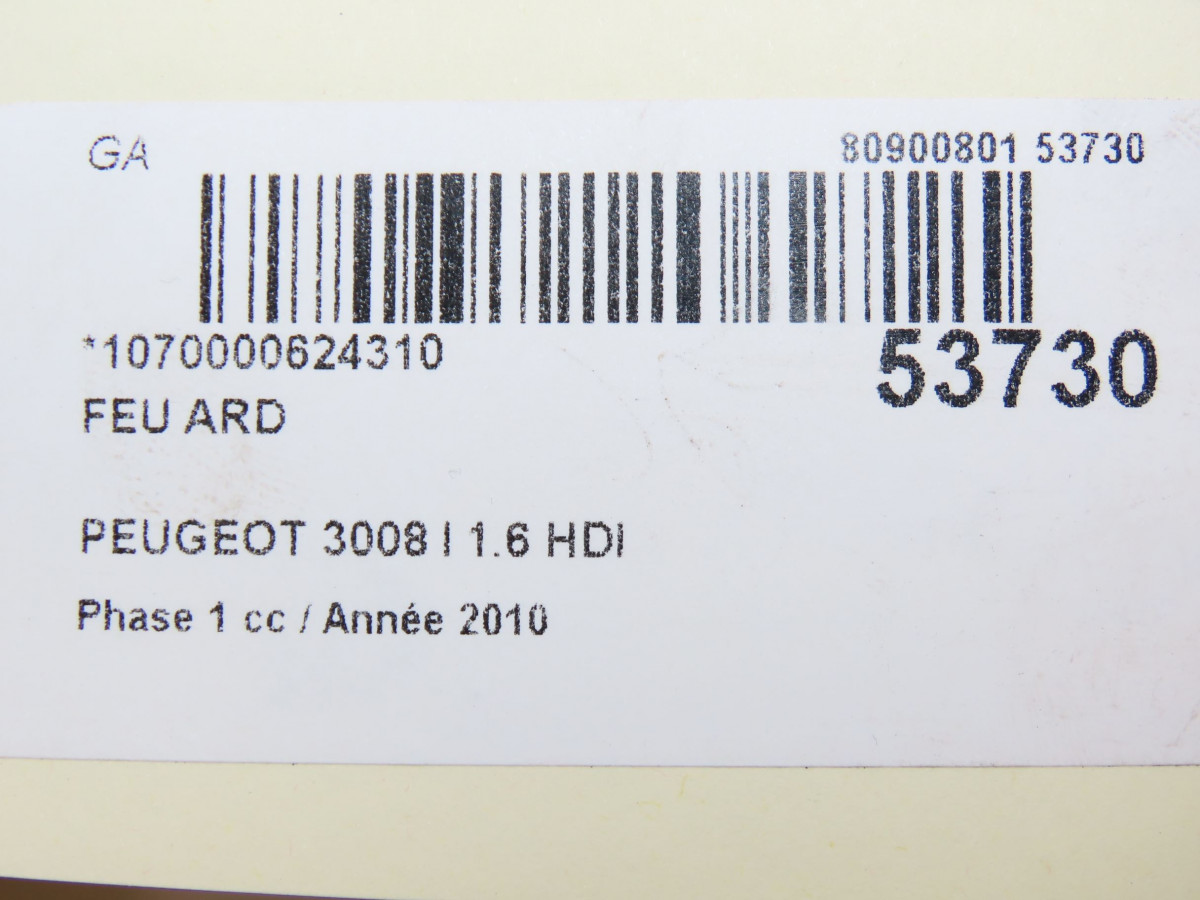 GA 80900801 53730
*1070000624310 53730
FEU ARD
PEUGEOT 3008 I 1.6 HDI
Phase 1 cc / Année 2010